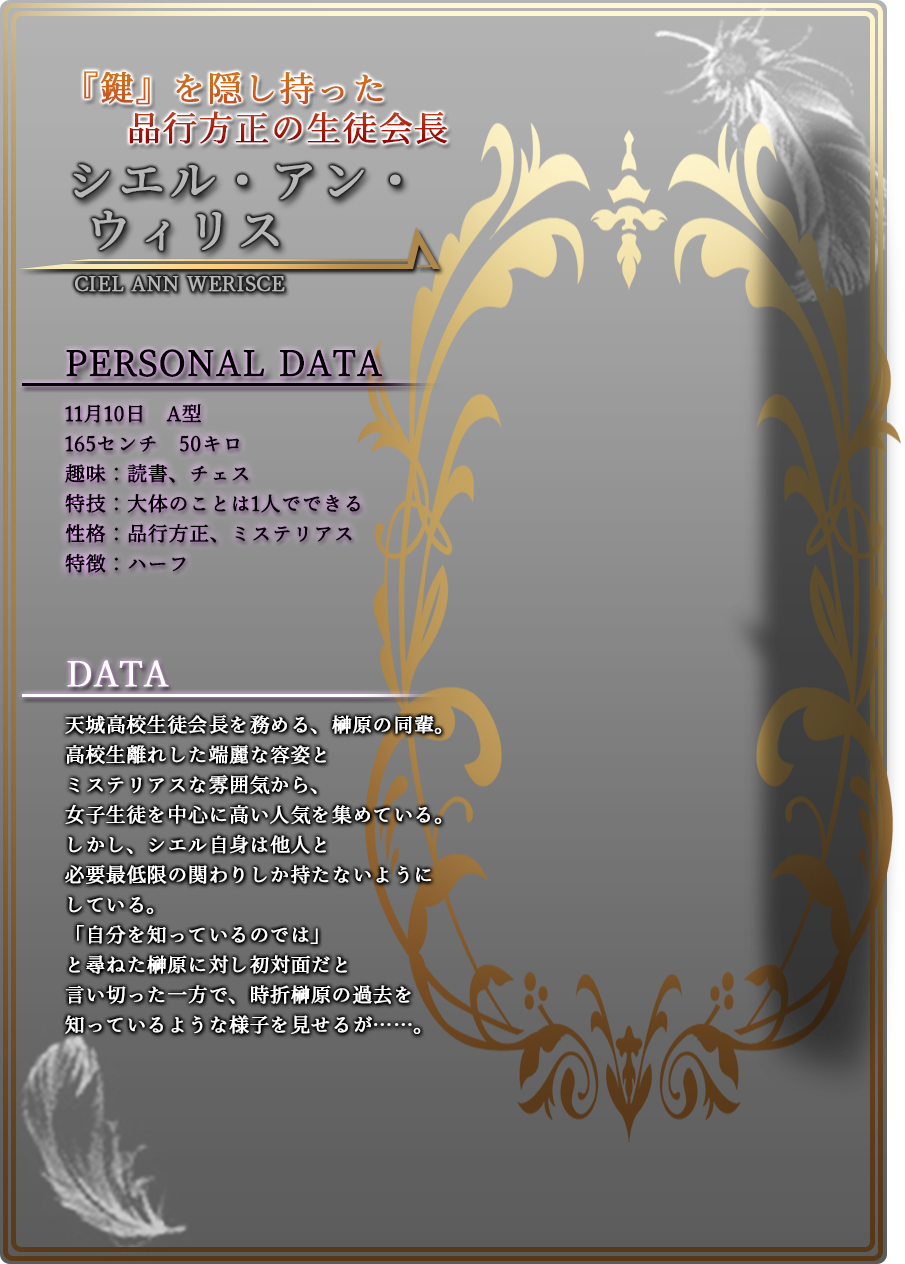 『鍵』を隠し持った
品行方正の生徒会長
シエル・アン・
ウィリス
CIEL ANN WERISCE
PERSONAL DATA
11月10日　A型
165センチ　50キロ
趣味：読書、チェス
特技：大体のことは1人でできる
性格：品行方正、ミステリアス
特徴：ハーフ
DATA
天城高校生徒会長を務める、榊原の同輩。
高校生離れした端麗な容姿と
ミステリアスな雰囲気から、
女子生徒を中心に高い人気を集めている。
しかし、シエル自身は他人と
必要最低限の関わりしか持たないように
している。
「自分を知っているのでは」
と尋ねた榊原に対し初対面だと
言い切った一方で、時折榊原の過去を
知っているような様子を見せるが……。